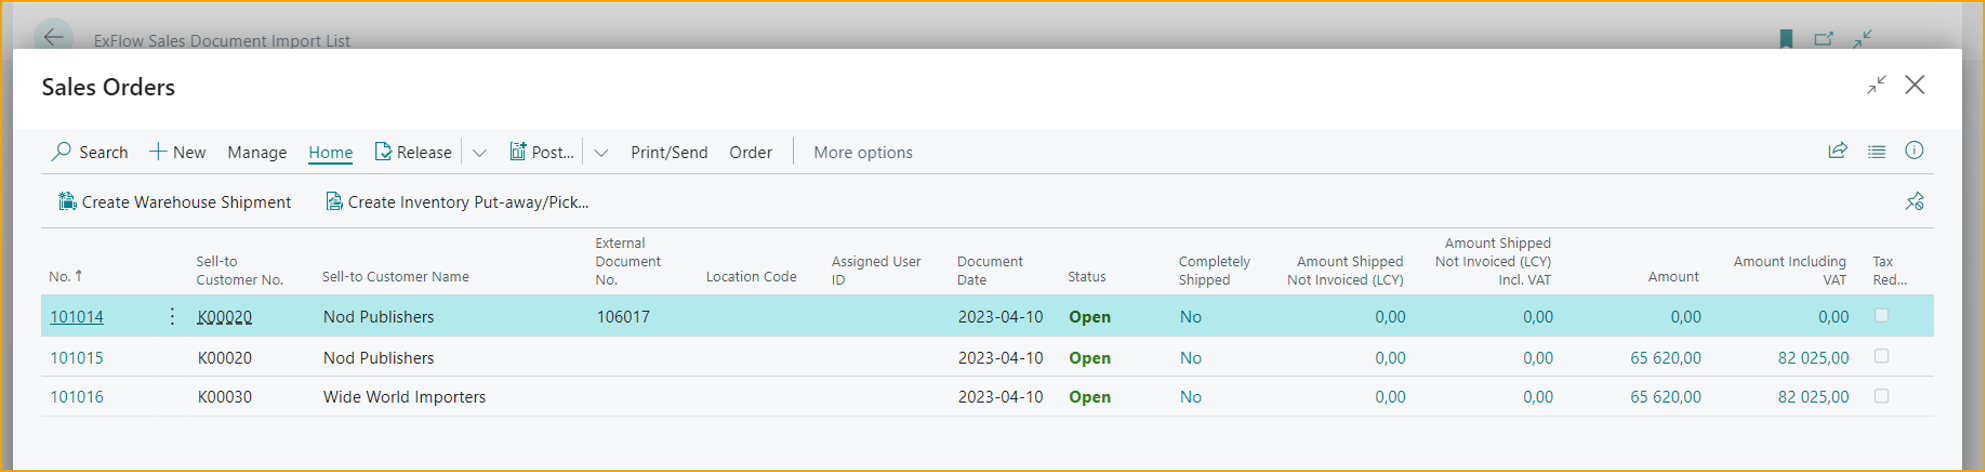 ExFlow Sales Document Import List
Sales Orders
Search New Manage Home Release Post... Print/Send Order More options
Create Warehouse Shipment Create Inventory Put-away/Pick...
No. ↑ Sell-to Customer No. Sell-to Customer Name External Document No. Location Code Assigned User ID Document Date Status Completely Shipped Amount Shipped Not Invoiced (LCY) Amount Shipped Not Invoiced (LCY) Incl. VAT Amount Amount Including VAT Tax Red...
101014 K00020 Nod Publishers 106017 2023-04-10 Open No 0,00 0,00 0,00 0,00
101015 K00020 Nod Publishers 2023-04-10 Open No 0,00 0,00 65 620,00 82 025,00
101016 K00030 Wide World Importers 2023-04-10 Open No 0,00 0,00 65 620,00 82 025,00